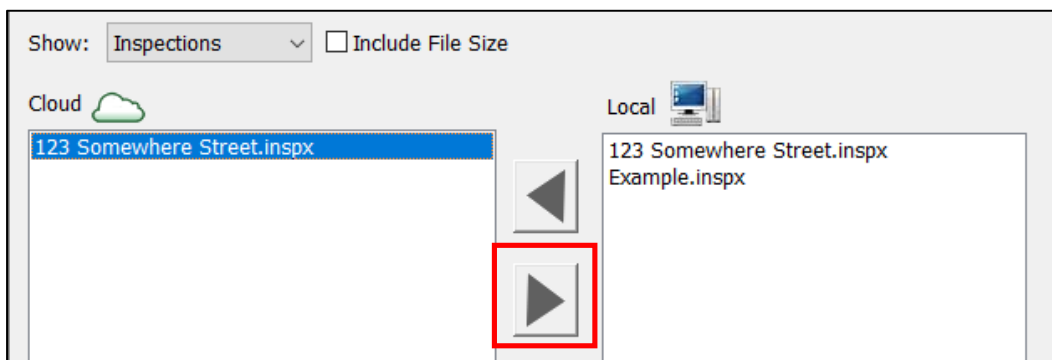 Show: Inspections Include File Size
Cloud
123 Somewhere Street.inspx
Local
123 Somewhere Street.inspx
Example.inspx